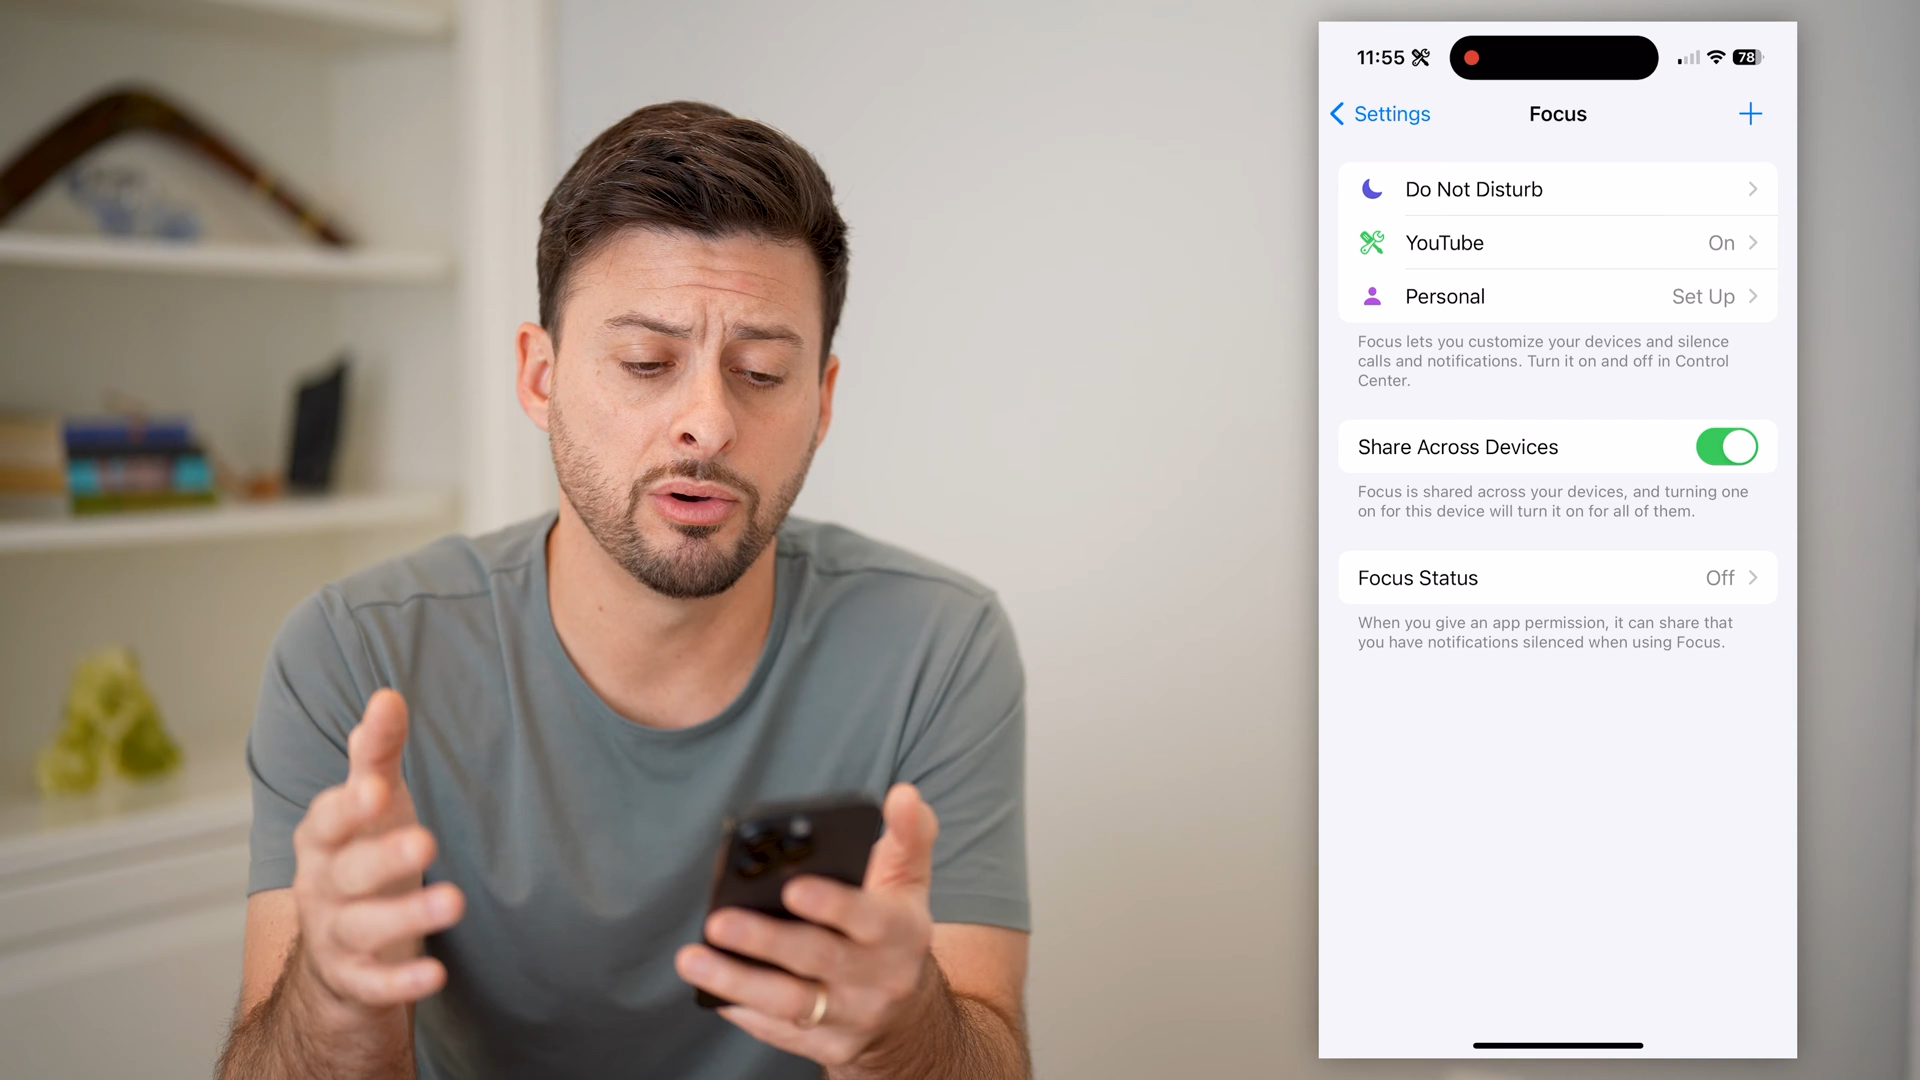 11:55
78
Settings
Focus
Do Not Disturb
YouTube
On
Personal
Set Up
Focus lets you customize your devices and silence
calls and notifications. Turn it on and off in Control
Center.
Share Across Devices
Focus is shared across your devices, and turning one
on for this device will turn it on for all of them.
Focus Status
Off
When you give an app permission, it can share that
you have notifications silenced when using Focus.